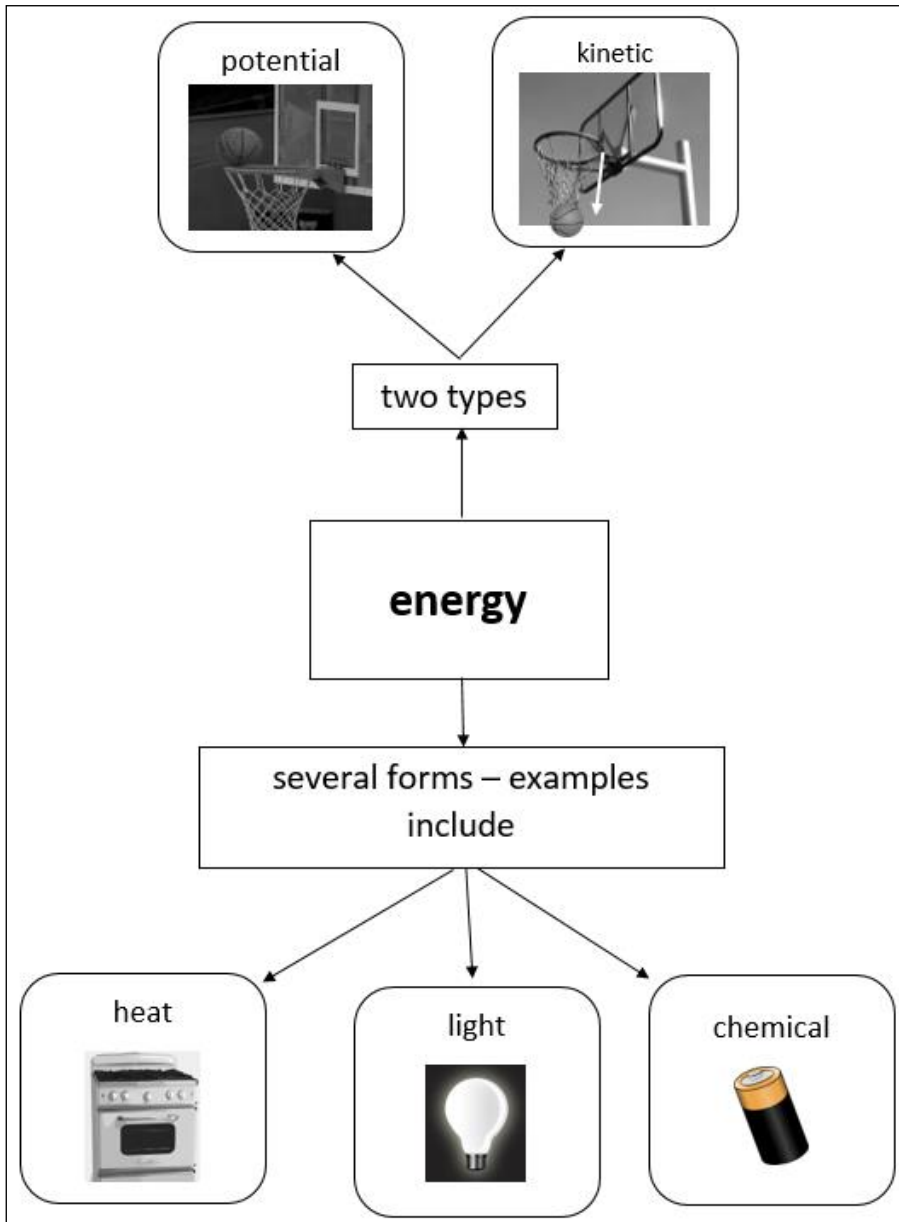 potential
kinetic
two types
energy
several forms – examples
include
heat
light
chemical